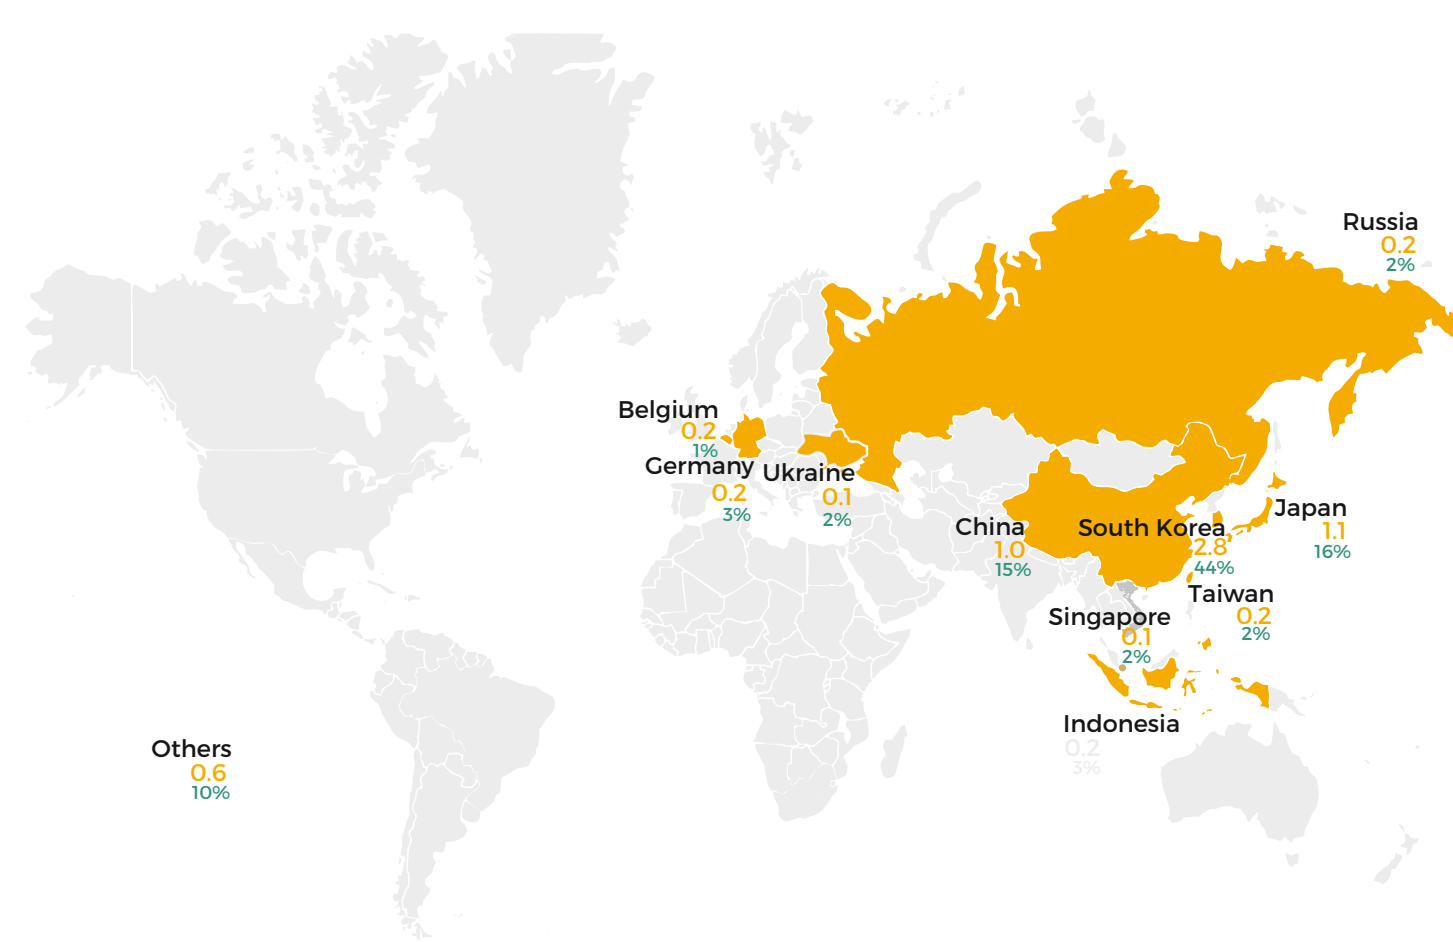 Russia
0.2
2%
Belgium
0.2
1%
Germany
0.2
3%
Ukraine
0.1
2%
China
1.0
15%
South Korea
2.8
44%
Japan
1.1
16%
Taiwan
0.2
2%
Singapore
0.1
2%
Indonesia
0.2
3%
Others
0.6
10%